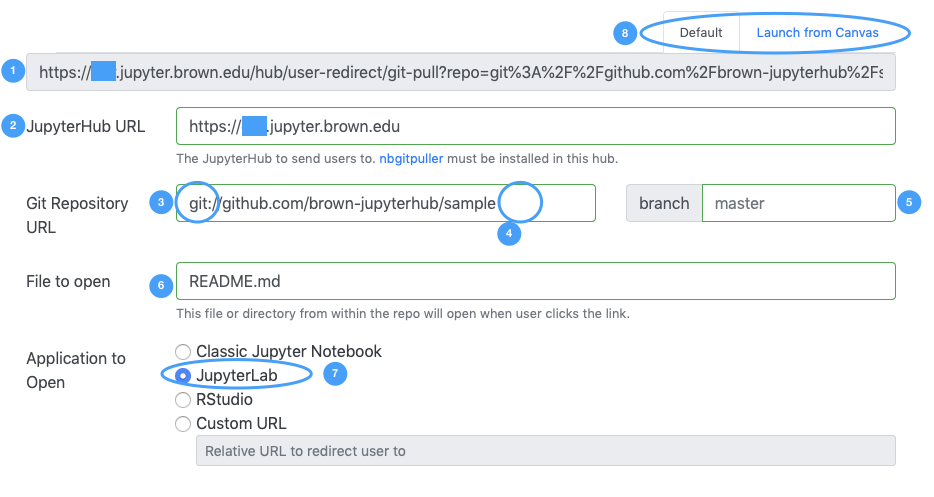 8 Default Launch from Canvas
1 https:// .jupyter.brown.edu/hub/user-redirect/git-pull?repo=git%3A%2F%2Fgithub.com%2Fbrown-jupyterhub%2Fs
2 JupyterHub URL https:// .jupyter.brown.edu
The JupyterHub to send users to. nbgitpuller must be installed in this hub.
Git Repository URL 3 git://github.com/brown-jupyterhub/sample branch master 5
4
File to open 6 README.md
This file or directory from within the repo will open when user clicks the link.
Application to Open
Classic Jupyter Notebook
JupyterLab 7
RStudio
Custom URL
Relative URL to redirect user to